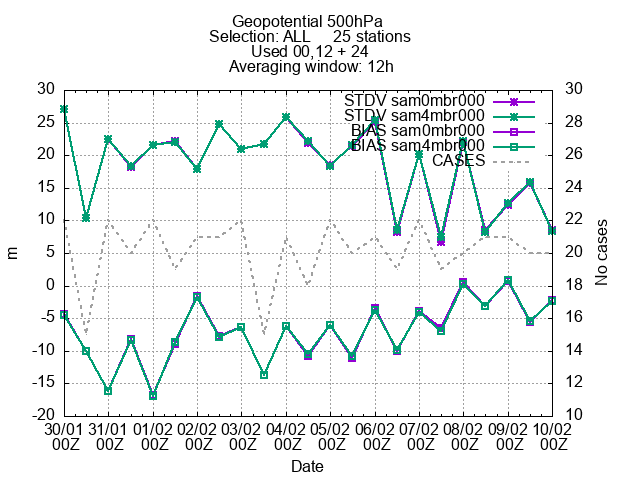 Geopotential 500hPa
Selection: ALL 25 stations
Used 00,12 + 24
Averaging window: 12h
STDV sam0mbr000
STDV sam4mbr000
BIAS sam0mbr000
BIAS sam4mbr000
CASES
30
25
20
15
10
5
0
-5
-10
-15
-20
m
30
28
26
24
22
20
18
16
14
12
10
No cases
30/01 31/01 01/02 02/02 03/02 04/02 05/02 06/02 07/02 08/02 09/02 10/02
00Z 00Z 00Z 00Z 00Z 00Z 00Z 00Z 00Z 00Z 00Z 00Z
Date